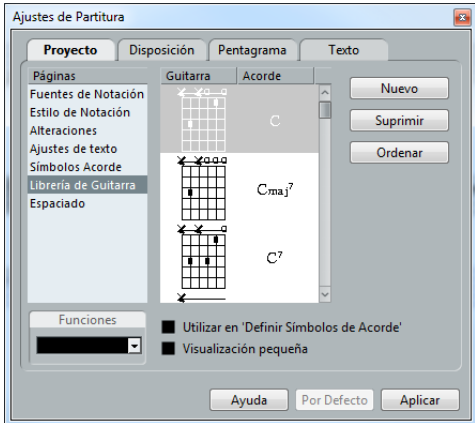 Ajustes de Partitura
Proyecto Disposición Pentagrama Texto
Páginas
Fuentes de Notación
Estilo de Notación
Alteraciones
Ajustes de texto
Símbolos Acorde
Librería de Guitarra
Espaciado
Guitarra Acorde
C
Cmaj7
C7
Nuevo
Suprimir
Ordenar
Funciones
Utilizar en 'Definir Símbolos de Acorde'
Visualización pequeña
Ayuda Por Defecto Aplicar